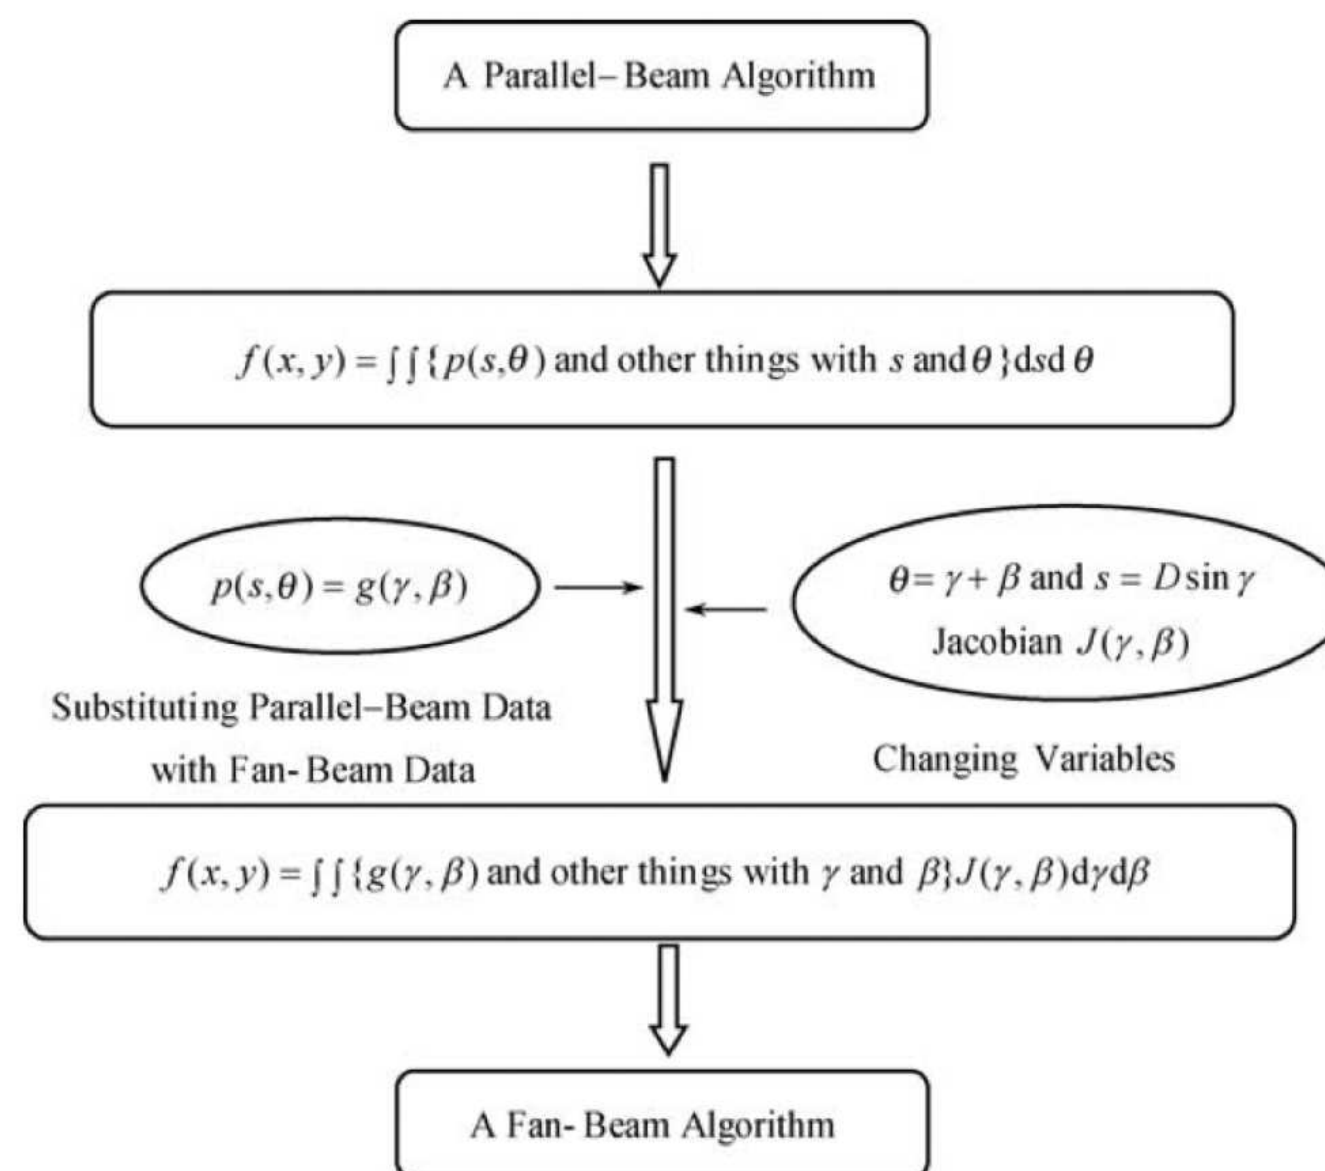 A Parallel–Beam Algorithm
f(x, y) = ∫∫{p(s,θ) and other things with s and θ}dsd θ
p(s,θ) = g(γ, β)
θ= γ+ β and s = D sin γ
Jacobian J(γ, β)
Substituting Parallel–Beam Data
with Fan-Beam Data
Changing Variables
f(x, y) = ∫∫{g(γ, β) and other things with γ and β}J(γ, β)dγdβ
A Fan-Beam Algorithm